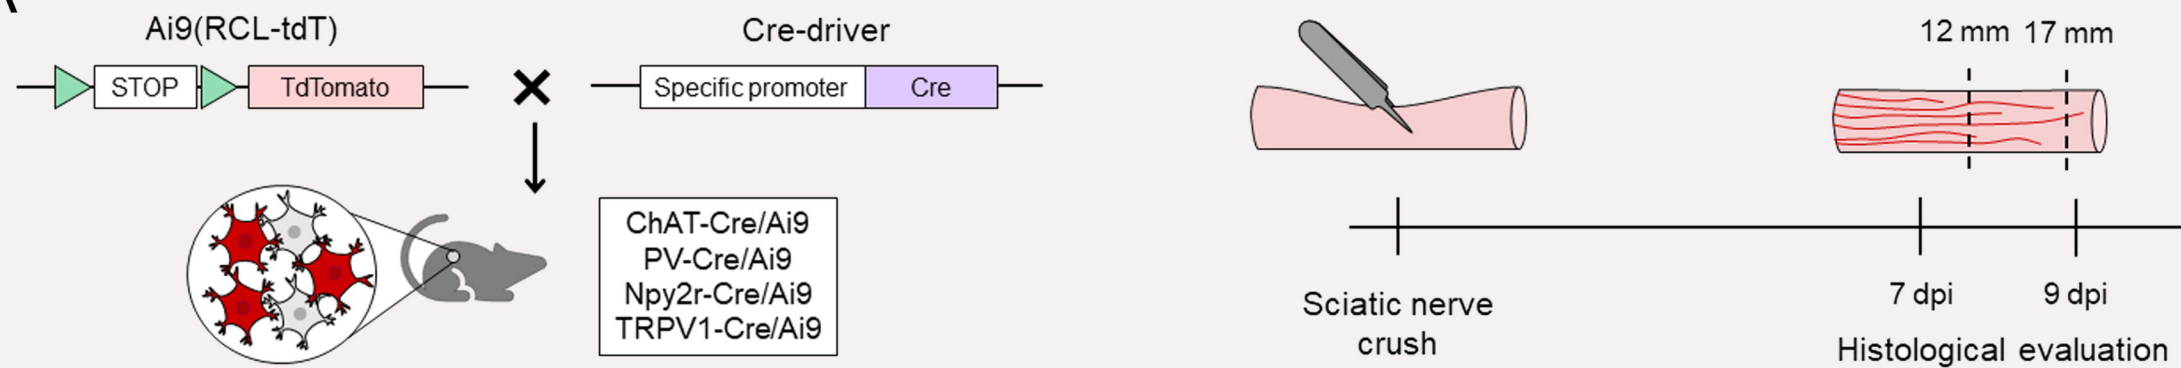 Ai9(RCL-tdT)
STOP
TdTomato
Cre-driver
Specific promoter
Cre
ChAT-Cre/Ai9
PV-Cre/Ai9
Npy2r-Cre/Ai9
TRPV1-Cre/Ai9
Sciatic nerve
crush
12 mm 17 mm
7 dpi
9 dpi
Histological evaluation